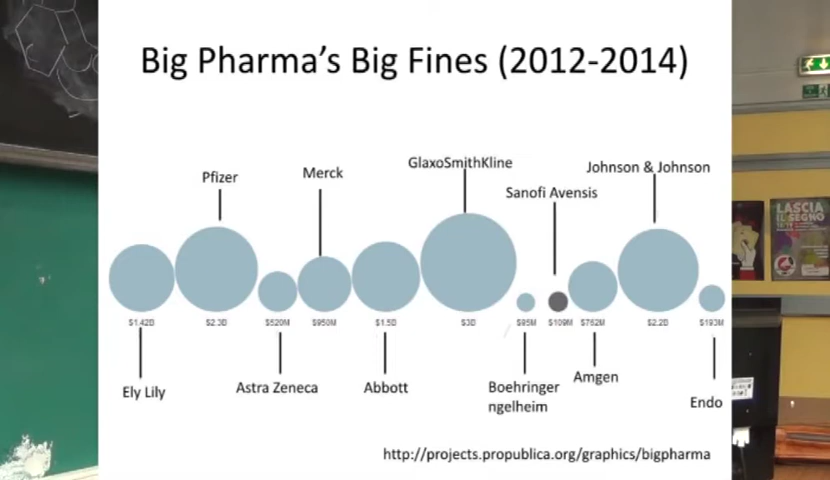 Big Pharma's Big Fines (2012-2014)
Pfizer
Merck
GlaxoSmithKline
Sanofi Avensis
Johnson & Johnson
$1.42B
$2.3B
$520M
$950M
$1.5B
$3B
$95M
$109M
$762M
$2.2B
$193M
Ely Lily
Astra Zeneca
Abbott
Boehringer
ngelheim
Amgen
Endo
http://projects.propublica.org/graphics/bigpharma
LASCIA
IL SEGNO